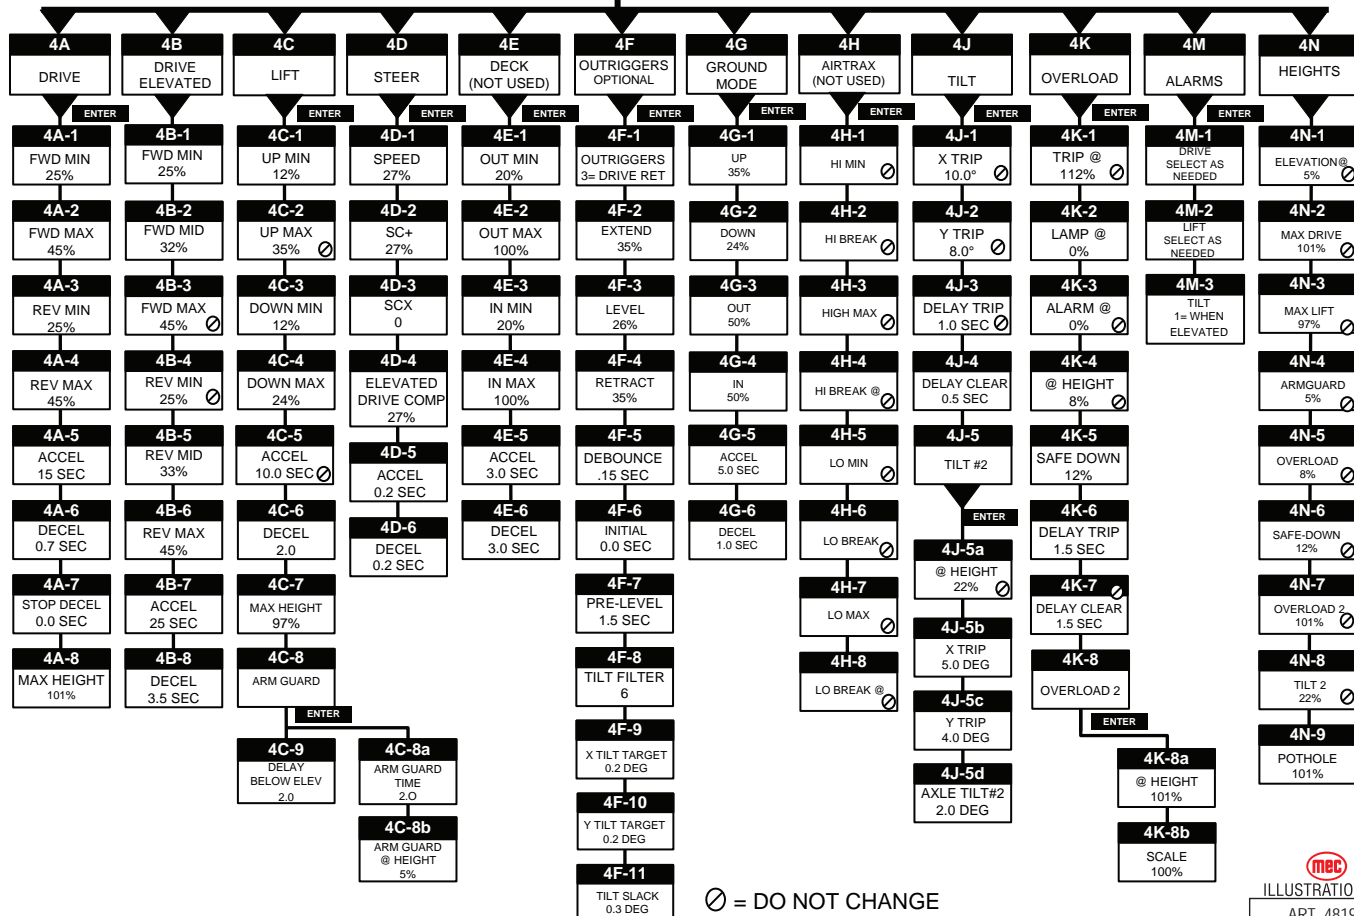 4A
DRIVE
4B
DRIVE
ELEVATED
4C
LIFT
4D
STEER
4E
DECK
(NOT USED)
4F
OUTRIGGERS
OPTIONAL
4G
GROUND
MODE
4H
AIRTRAX
(NOT USED)
4J
TILT
4K
OVERLOAD
4M
ALARMS
4N
HEIGHTS
ENTER
4A-1
FWD MIN
25%
4A-2
FWD MAX
45%
4A-3
REV MIN
25%
4A-4
REV MAX
45%
4A-5
ACCEL
15 SEC
4A-6
DECEL
0.7 SEC
4A-7
STOP DECEL
0.0 SEC
4A-8
MAX HEIGHT
101%
ENTER
4B-1
FWD MIN
25%
4B-2
FWD MID
32%
4B-3
FWD MAX
45%
4B-4
REV MIN
25%
4B-5
REV MID
33%
4B-6
REV MAX
45%
4B-7
ACCEL
25 SEC
4B-8
DECEL
3.5 SEC
ENTER
4C-1
UP MIN
12%
4C-2
UP MAX
35%
4C-3
DOWN MIN
12%
4C-4
DOWN MAX
24%
4C-5
ACCEL
10.0 SEC
4C-6
DECEL
2.0
4C-7
MAX HEIGHT
97%
4C-8
ARM GUARD
ENTER
4C-9
DELAY
BELOW ELEV
2.0
4C-8a
ARM GUARD
TIME
2.O
4C-8b
ARM GUARD
@ HEIGHT
5%
ENTER
4D-1
SPEED
27%
4D-2
SC+
27%
4D-3
SCX
0
4D-4
ELEVATED
DRIVE COMP
27%
4D-5
ACCEL
0.2 SEC
4D-6
DECEL
0.2 SEC
ENTER
4E-1
OUT MIN
20%
4E-2
OUT MAX
100%
4E-3
IN MIN
20%
4E-4
IN MAX
100%
4E-5
ACCEL
3.0 SEC
4E-6
DECEL
3.0 SEC
ENTER
4F-1
OUTRIGGERS
3= DRIVE RET
4F-2
EXTEND
35%
4F-3
LEVEL
26%
4F-4
RETRACT
35%
4F-5
DEBOUNCE
.15 SEC
4F-6
INITIAL
0.0 SEC
4F-7
PRE-LEVEL
1.5 SEC
4F-8
TILT FILTER
6
4F-9
X TILT TARGET
0.2 DEG
4F-10
Y TILT TARGET
0.2 DEG
4F-11
TILT SLACK
0.3 DEG
ENTER
4G-1
UP
35%
4G-2
DOWN
24%
4G-3
OUT
50%
4G-4
IN
50%
4G-5
ACCEL
5.0 SEC
4G-6
DECEL
1.0 SEC
ENTER
4H-1
HI MIN
4H-2
HI BREAK
4H-3
HIGH MAX
4H-4
HI BREAK @
4H-5
LO MIN
4H-6
LO BREAK
4H-7
LO MAX
4H-8
LO BREAK @
ENTER
4J-1
X TRIP
10.0°
4J-2
Y TRIP
8.0°
4J-3
DELAY TRIP
1.0 SEC
4J-4
DELAY CLEAR
0.5 SEC
4J-5
TILT #2
ENTER
4J-5a
@ HEIGHT
22%
4J-5b
X TRIP
5.0 DEG
4J-5c
Y TRIP
4.0 DEG
4J-5d
AXLE TILT#2
2.0 DEG
ENTER
4K-1
TRIP @
112%
4K-2
LAMP @
0%
4K-3
ALARM @
0%
4K-4
@ HEIGHT
8%
4K-5
SAFE DOWN
12%
4K-6
DELAY TRIP
1.5 SEC
4K-7
DELAY CLEAR
1.5 SEC
4K-8
OVERLOAD 2
ENTER
4K-8a
@ HEIGHT
101%
4K-8b
SCALE
100%
ENTER
4M-1
DRIVE
SELECT AS
NEEDED
4M-2
LIFT
SELECT AS
NEEDED
4M-3
TILT
1= WHEN
ELEVATED
4N-1
ELEVATION@
5%
4N-2
MAX DRIVE
101%
4N-3
MAX LIFT
97%
4N-4
ARMGUARD
5%
4N-5
OVERLOAD
8%
4N-6
SAFE-DOWN
12%
4N-7
OVERLOAD 2
101%
4N-8
TILT 2
22%
4N-9
POTHOLE
101%
= DO NOT CHANGE
mec
ILLUSTRATIO
ART 4819